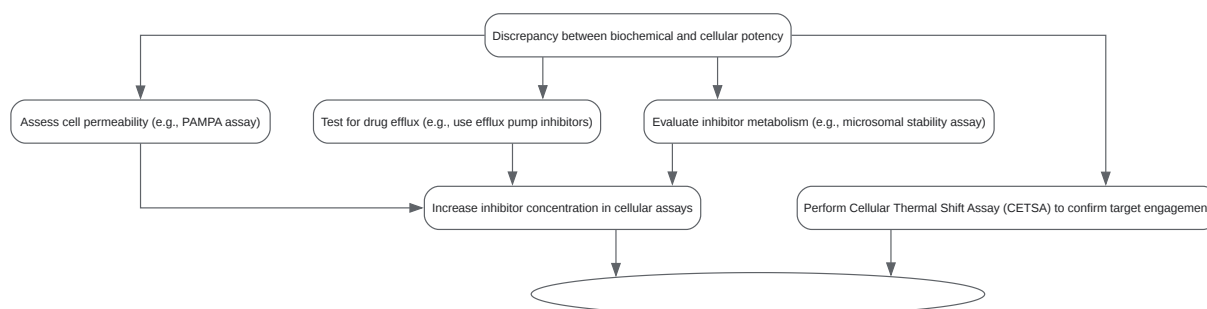 Discrepancy between biochemical and cellular potency
Assess cell permeability (e.g., PAMPA assay)
Test for drug efflux (e.g., use efflux pump inhibitors)
Evaluate inhibitor metabolism (e.g., microsomal stability assay)
Increase inhibitor concentration in cellular assays
Perform Cellular Thermal Shift Assay (CETSA) to confirm target engagemen